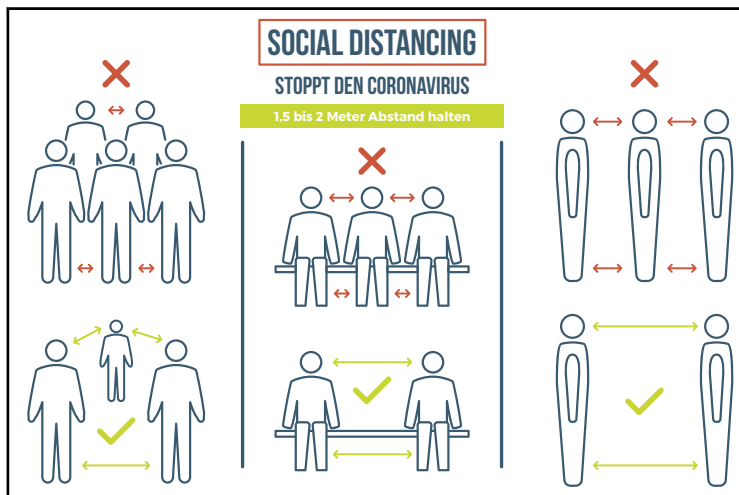 SOCIAL DISTANCING
STOPPT DEN CORONAVIRUS
1,5 bis 2 Meter Abstand halten